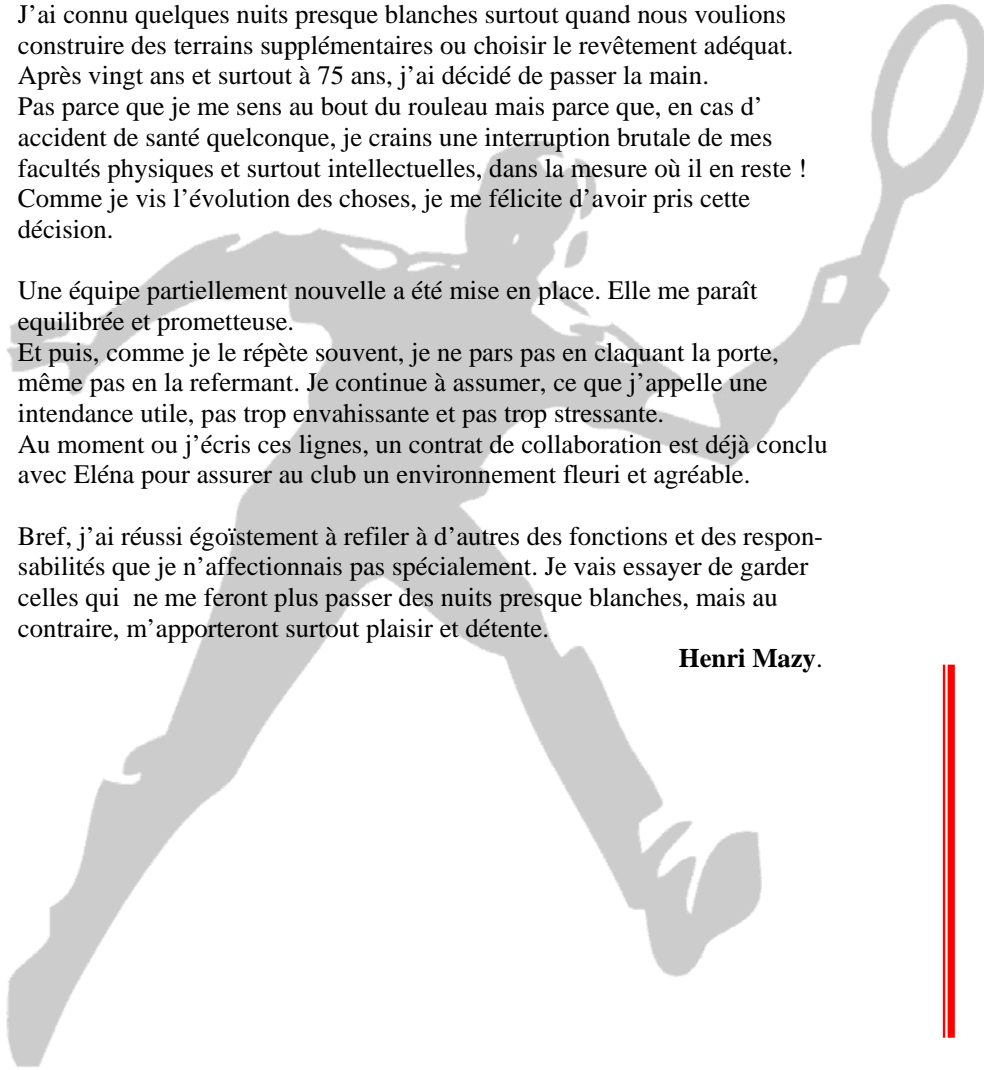 J’ai connu quelques nuits presque blanches surtout quand nous voulions
construire des terrains supplémentaires ou choisir le revêtement adéquat.
Après vingt ans et surtout à 75 ans, j’ai décidé de passer la main.
Pas parce que je me sens au bout du rouleau mais parce que, en cas d’
accident de santé quelconque, je crains une interruption brutale de mes
facultés physiques et surtout intellectuelles, dans la mesure où il en reste !
Comme je vis l’évolution des choses, je me félicite d’avoir pris cette
décision.
Une équipe partiellement nouvelle a été mise en place. Elle me paraît
equilibrée et prometteuse.
Et puis, comme je le répète souvent, je ne pars pas en claquant la porte,
même pas en la refermant. Je continue à assumer, ce que j’appelle une
intendance utile, pas trop envahissante et pas trop stressante.
Au moment ou j’écris ces lignes, un contrat de collaboration est déjà conclu
avec Eléna pour assurer au club un environnement fleuri et agréable.
Bref, j’ai réussi égoïstement à refiler à d’autres des fonctions et des respon-
sabilités que je n’affectionnais pas spécialement. Je vais essayer de garder
celles qui  ne me feront plus passer des nuits presque blanches, mais au
contraire, m’apporteront surtout plaisir et détente.
Henri Mazy.